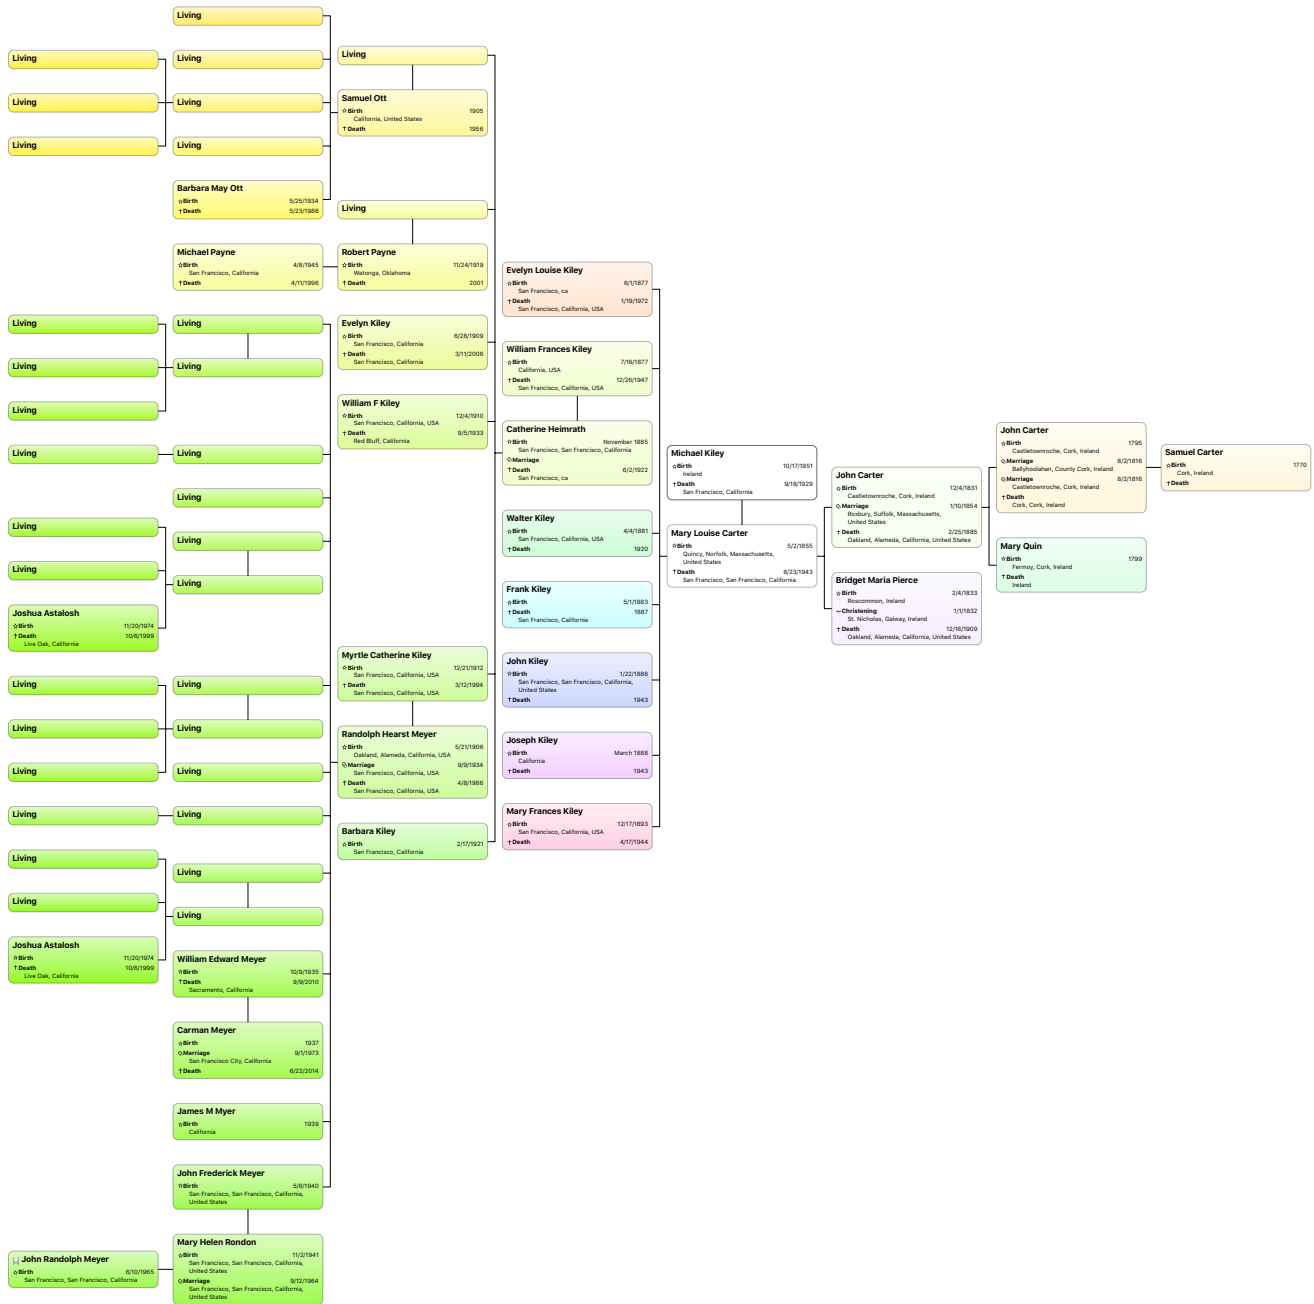 Living
Living
Living
Living
Living
Living
Living
Barbara May Ott
☆Birth 5/25/1934
†Death 5/23/1986
Michael Payne
☆Birth 4/8/1945
San Francisco, California
†Death 4/11/1996
Living
Living
Living
Living
Living
Joshua Astalosh
☆Birth 11/20/1974
†Death 10/6/1999
Live Oak, California
Living
Living
Living
Living
Living
Living
Living
Living
Living
Living
Living
Living
Living
Joshua Astalosh
☆Birth 11/20/1974
†Death 10/6/1999
Live Oak, California
Living
Living
Living
Living
Living
Living
William Edward Meyer
☆Birth 10/9/1935
†Death 9/9/2010
Sacramento, California
Carman Meyer
☆Birth 1937
Marriage 9/1/1973
San Francisco City, California
†Death 6/22/2014
James M Myer
☆Birth 1939
California
John Frederick Meyer
☆Birth 5/8/1940
San Francisco, San Francisco, California,
United States
John Randolph Meyer
☆Birth 6/10/1965
San Francisco, San Francisco, California
Mary Helen Rondon
☆Birth 11/2/1941
San Francisco, San Francisco, California,
United States
Marriage 9/12/1964
San Francisco, San Francisco, California,
United States
Living
Samuel Ott
☆Birth 1905
California, United States
†Death 1956
Living
Robert Payne
☆Birth 11/24/1919
Watonga, Oklahoma
†Death 2001
Evelyn Kiley
☆Birth 6/28/1909
San Francisco, California
†Death 3/11/2006
San Francisco, California
William F Kiley
☆Birth 12/4/1910
San Francisco, California, USA
†Death 9/5/1933
Red Bluff, California
Myrtle Catherine Kiley
☆Birth 12/21/1912
San Francisco, California, USA
†Death 3/12/1994
San Francisco, California, USA
Randolph Hearst Meyer
☆Birth 5/21/1906
Oakland, Alameda, California, USA
Marriage 9/9/1934
San Francisco, California, USA
†Death 4/8/1986
San Francisco, California, USA
Barbara Kiley
☆Birth 2/17/1921
San Francisco, California
Evelyn Louise Kiley
☆Birth 6/1/1877
San Francisco, ca
†Death 1/19/1972
San Francisco, California, USA
William Frances Kiley
☆Birth 7/16/1877
California, USA
†Death 12/26/1947
San Francisco, California, USA
Catherine Heimrath
☆Birth November 1885
San Francisco, San Francisco, California
Marriage
†Death 6/2/1922
San Francisco, ca
Walter Kiley
☆Birth 4/4/1881
San Francisco, California, USA
†Death 1920
Frank Kiley
☆Birth 5/1/1883
†Death 1887
San Francisco, California
John Kiley
☆Birth 1/22/1886
San Francisco, San Francisco, California,
United States
†Death 1943
Joseph Kiley
☆Birth March 1888
California
†Death 1943
Mary Frances Kiley
☆Birth 12/17/1893
San Francisco, California, USA
†Death 4/17/1944
Michael Kiley
☆Birth 10/17/1851
Ireland
†Death 9/18/1929
San Francisco, California
Mary Louise Carter
☆Birth 5/2/1855
Quincy, Norfolk, Massachusetts,
United States
†Death 8/23/1943
San Francisco, San Francisco, California
John Carter
☆Birth 12/4/1831
Castletownroche, Cork, Ireland
Marriage 1/10/1854
Roxbury, Suffolk, Massachusetts,
United States
†Death 2/25/1885
Oakland, Alameda, California, United States
Bridget Maria Pierce
☆Birth 2/4/1833
Roscommon, Ireland
~Christening 1/1/1832
St. Nicholas, Galway, Ireland
†Death 12/16/1909
Oakland, Alameda, California, United States
John Carter
☆Birth 1795
Castletownroche, Cork, Ireland
Marriage 8/2/1816
Ballyhoolahan, County Cork, Ireland
Marriage 8/2/1816
Castletownroche, Cork, Ireland
†Death
Cork, Cork, Ireland
Mary Quin
☆Birth 1799
Fermoy, Cork, Ireland
†Death
Ireland
Samuel Carter
☆Birth 1770
Cork, Ireland
†Death